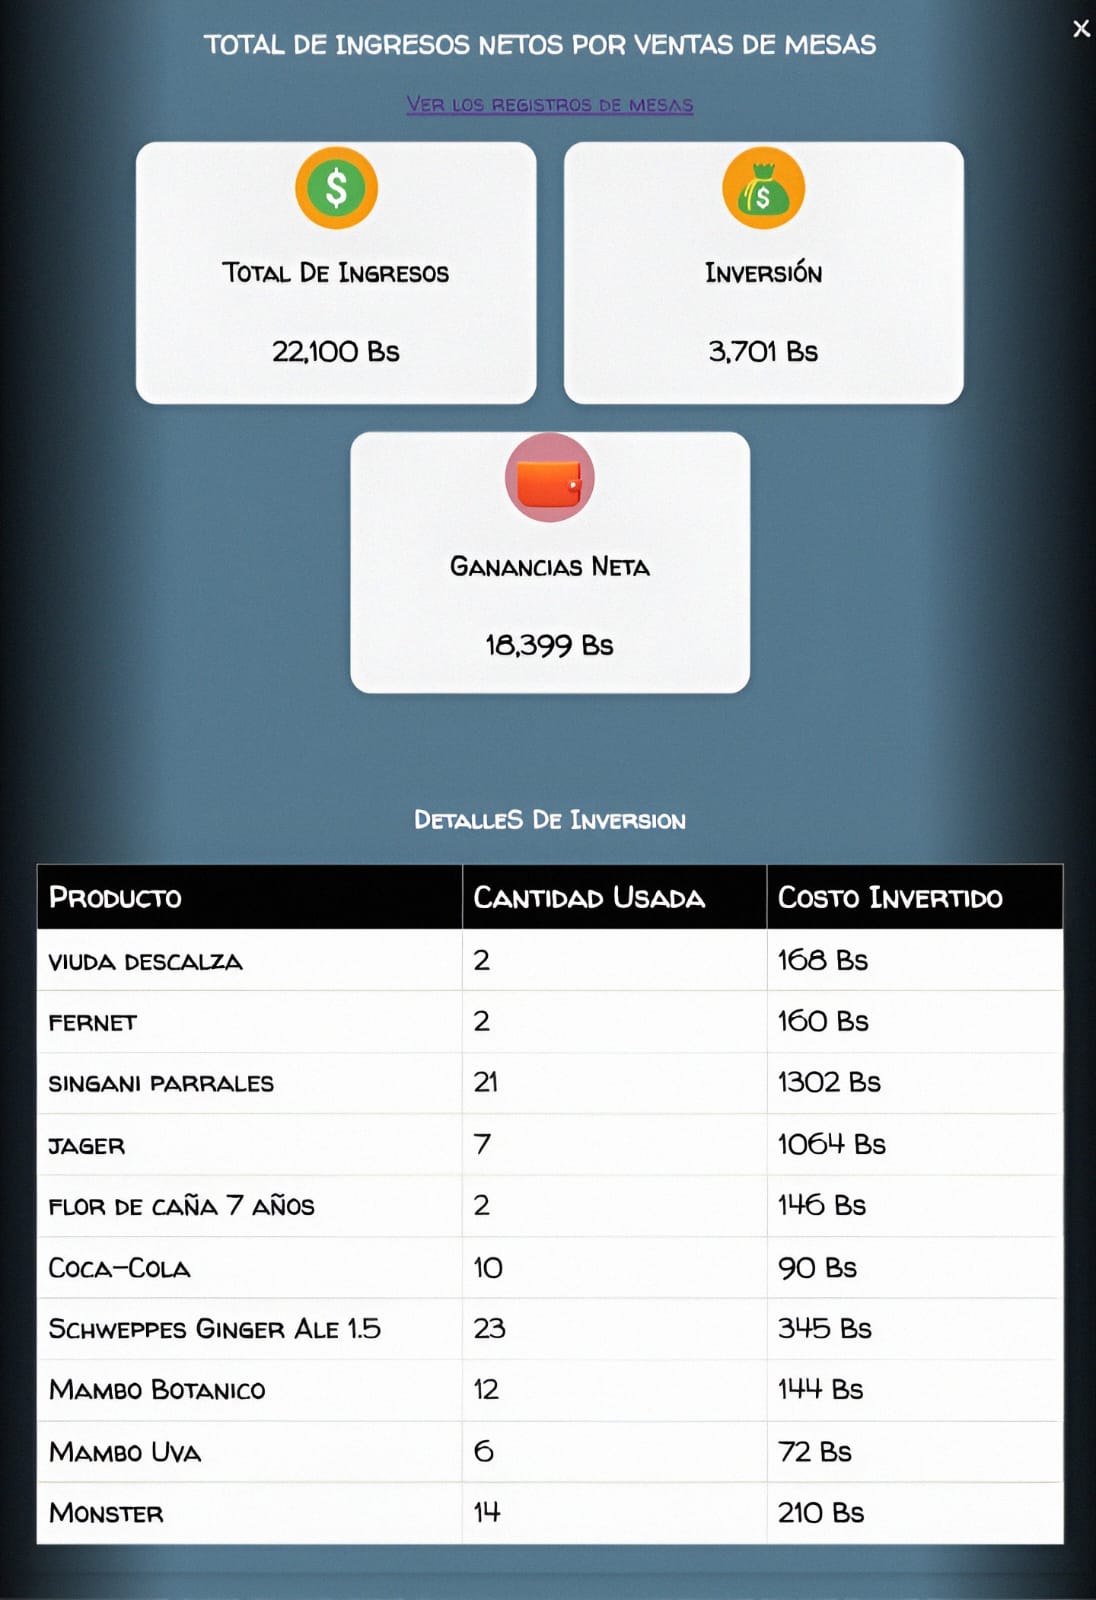 TOTAL DE INGRESOS NETOS POR VENTAS DE MESAS
×
VER LOS REGISTROS DE MESAS
$
$
TOTAL DE INGRESOS
INVERSIÓN
22,100 Bs
3,701 Bs
GANANCIAS NETA
18,399 Bs
DETALLES DE INVERSION
PRODUCTO CANTIDAD USADA COSTO INVERTIDO
VIUDA DESCALZA 2 168 Bs
FERNET 2 160 Bs
SINGANI PARRALES 21 1302 Bs
JAGER 7 1064 Bs
FLOR DE CAÑA 7 AÑOS 2 146 Bs
COCA-COLA 10 90 Bs
SCHWEPPES GINGER ALE 1.5 23 345 Bs
MAMBO BOTANICO 12 144 Bs
MAMBO UVA 6 72 Bs
MONSTER 14 210 Bs